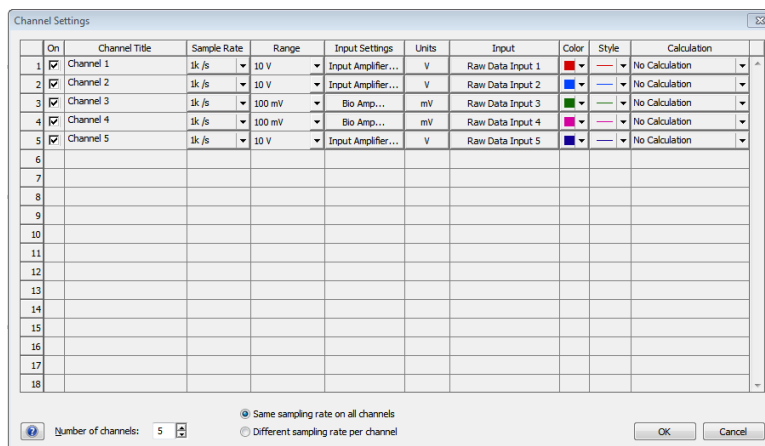 Channel Settings
On Channel Title Sample Rate Range Input Settings Units Input Color Style Calculation
1 Channel 1 1k /s 10 V Input Amplifier... V Raw Data Input 1 No Calculation
2 Channel 2 1k /s 10 V Input Amplifier... V Raw Data Input 2 No Calculation
3 Channel 3 1k /s 100 mV Bio Amp... mV Raw Data Input 3 No Calculation
4 Channel 4 1k /s 100 mV Bio Amp... mV Raw Data Input 4 No Calculation
5 Channel 5 1k /s 10 V Input Amplifier... V Raw Data Input 5 No Calculation
6
7
8
9
10
11
12
13
14
15
16
17
18
Same sampling rate on all channels
? Number of channels: 5
Different sampling rate per channel
OK Cancel